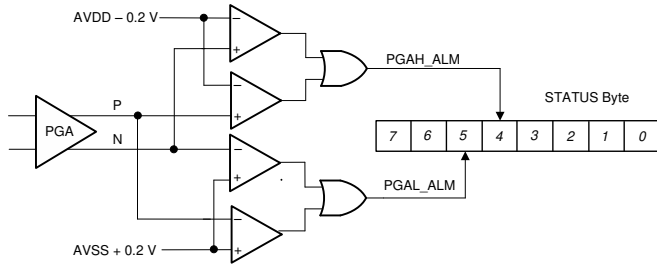 AVDD – 0.2 V
–
+
PGAH_ALM
–
+
STATUS Byte
P
PGA
N
7 6 5 4 3 2 1 0
–
+
PGAL_ALM
–
+
AVSS + 0.2 V